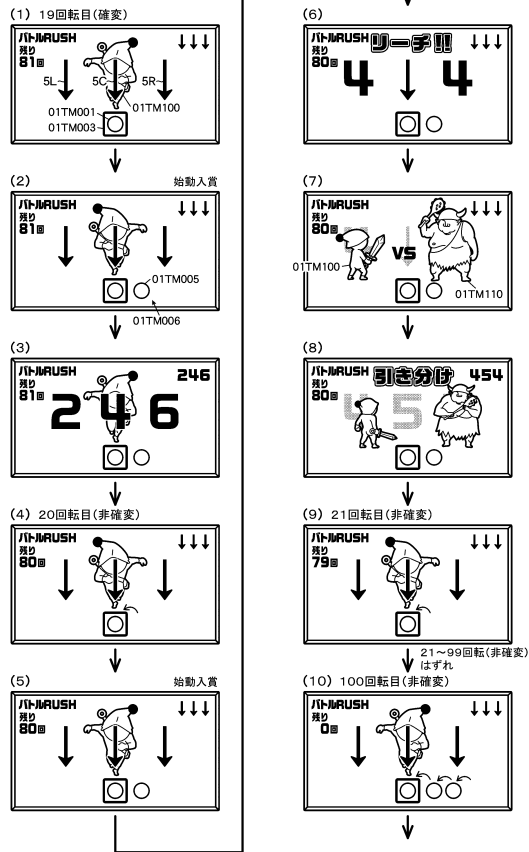 (1) 19回転目(確変)
バトルRUSH
残り
81回
↓↓↓
5L
5C
5R
01TM100
01TM001
01TM003
(2)
始動入賞
バトルRUSH
残り
81回
↓↓↓
01TM005
01TM006
(3)
バトルRUSH
残り
81回
246
2 4 6
(4) 20回転目(非確変)
バトルRUSH
残り
80回
↓↓↓
(5)
始動入賞
バトルRUSH
残り
80回
↓↓↓
(6)
バトルRUSH
リーチ!!
残り
80回
↓↓↓
4 ↓ 4
(7)
バトルRUSH
残り
80回
↓↓↓
VS
01TM100
01TM110
(8)
バトルRUSH
引き分け
454
残り
80回
4 5
(9) 21回転目(非確変)
バトルRUSH
残り
79回
↓↓↓
21~99回転(非確変)
はずれ
(10) 100回転目(非確変)
バトルRUSH
残り
0回
↓↓↓